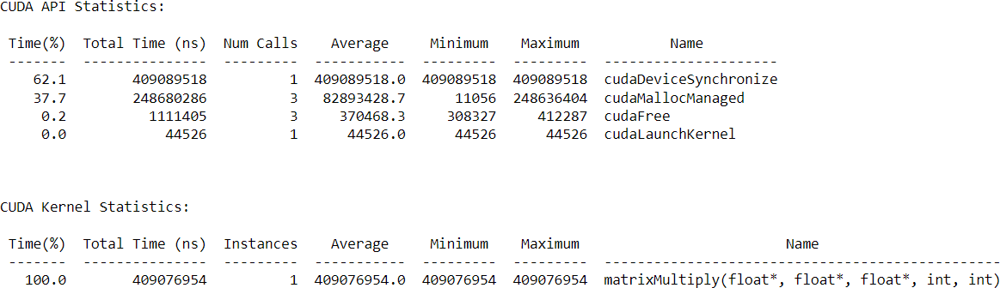 CUDA API Statistics:
Time(%)  Total Time (ns)  Num Calls    Average     Minimum    Maximum           Name
-------  ---------------  ---------  -----------  ---------  ---------  ---------------------
   62.1        409089518          1  409089518.0  409089518  409089518  cudaDeviceSynchronize
   37.7        248680286          3   82893428.7      11056  248636404  cudaMallocManaged
    0.2          1111405          3     370468.3     308327     412287  cudaFree
    0.0            44526          1      44526.0      44526      44526  cudaLaunchKernel
CUDA Kernel Statistics:
Time(%)  Total Time (ns)  Instances    Average     Minimum    Maximum                       Name
-------  ---------------  ---------  -----------  ---------  ---------  ------------------------------------------------
  100.0        409076954          1  409076954.0  409076954  409076954  matrixMultiply(float*, float*, float*, int, int)